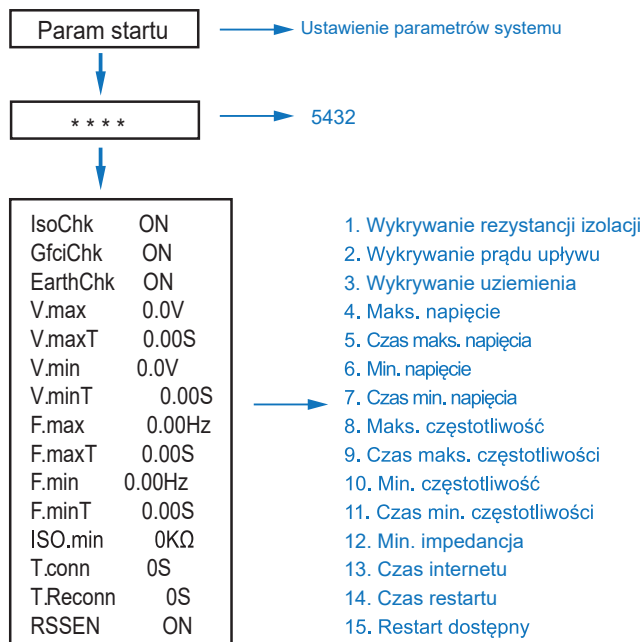 Param startu
Ustawienie parametrów systemu
* * * *
5432
IsoChk ON
GfciChk ON
EarthChk ON
V.max 0.0V
V.maxT 0.00S
V.min 0.0V
V.minT 0.00S
F.max 0.00Hz
F.maxT 0.00S
F.min 0.00Hz
F.minT 0.00S
ISO.min 0KΩ
T.conn 0S
T.Reconn 0S
RSSEN ON
1. Wykrywanie rezystancji izolacji
2. Wykrywanie prądu upływu
3. Wykrywanie uziemienia
4. Maks. napięcie
5. Czas maks. napięcia
6. Min. napięcie
7. Czas min. napięcia
8. Maks. częstotliwość
9. Czas maks. częstotliwości
10. Min. częstotliwość
11. Czas min. częstotliwości
12. Min. impedancja
13. Czas internetu
14. Czas restartu
15. Restart dostępny